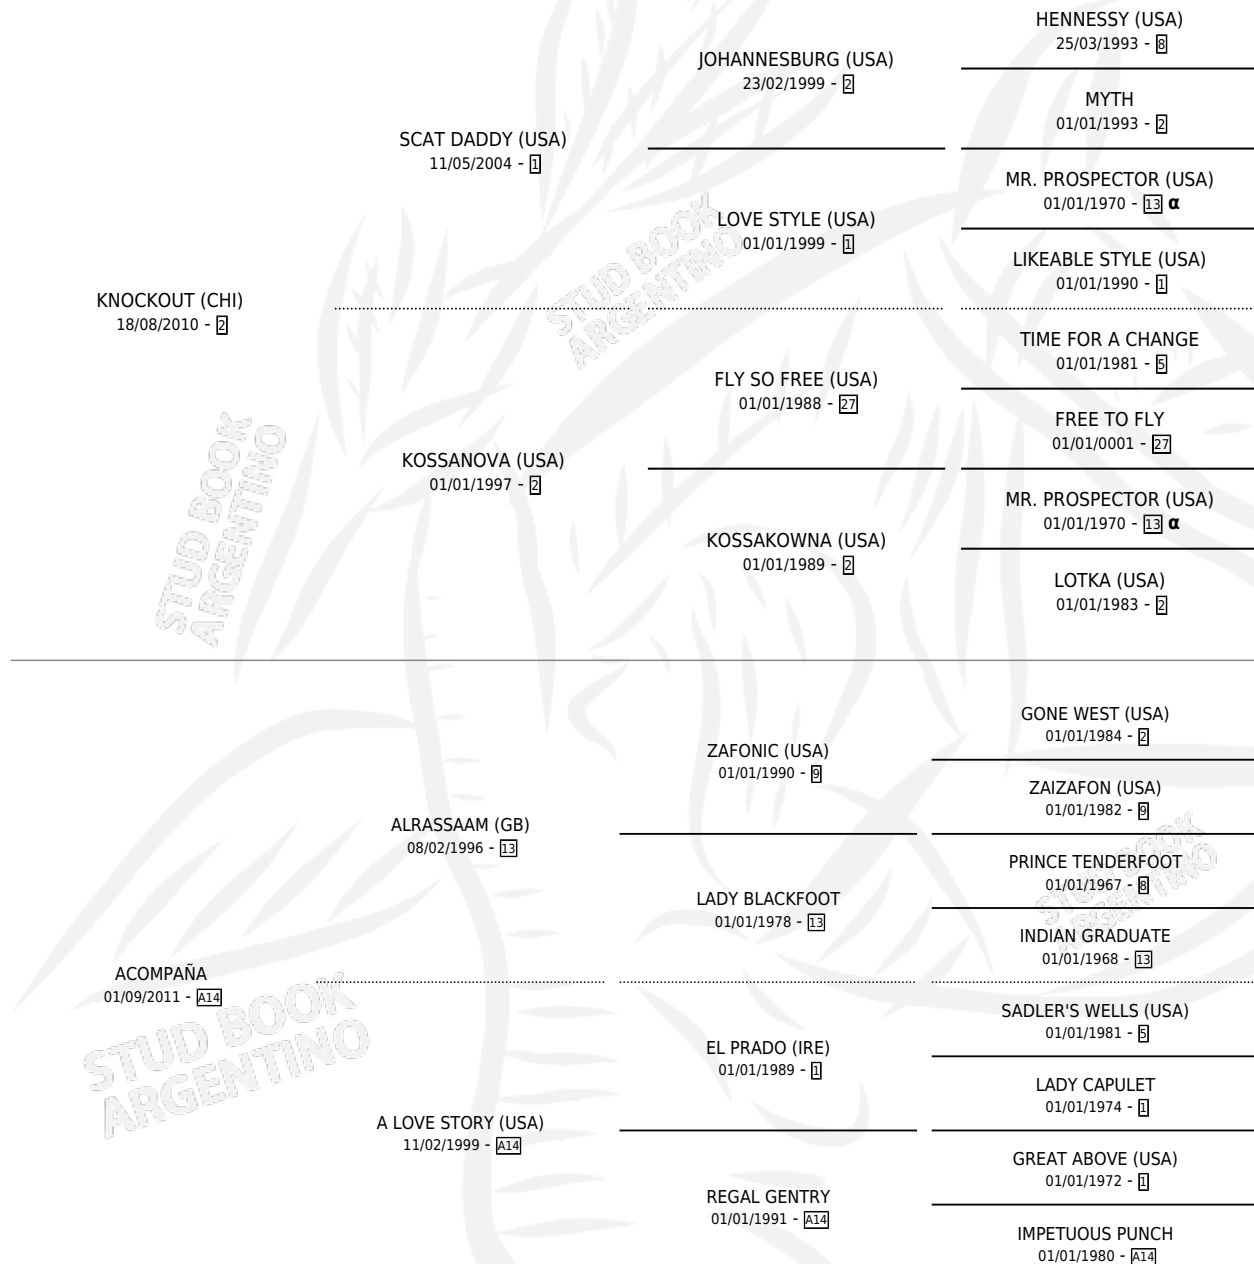 HENNESSY (USA)
25/03/1993 - 8
JOHANNESBURG (USA)
23/02/1999 - 2
MYTH
01/01/1993 - 2
SCAT DADDY (USA)
11/05/2004 - 1
MR. PROSPECTOR (USA)
01/01/1970 - 13 α
LOVE STYLE (USA)
01/01/1999 - 1
LIKEABLE STYLE (USA)
01/01/1990 - 1
KNOCKOUT (CHI)
18/08/2010 - 2
TIME FOR A CHANGE
01/01/1981 - 5
FLY SO FREE (USA)
01/01/1988 - 27
FREE TO FLY
01/01/0001 - 27
KOSSANOVA (USA)
01/01/1997 - 2
MR. PROSPECTOR (USA)
01/01/1970 - 13 α
KOSSAKOWNA (USA)
01/01/1989 - 2
LOTKA (USA)
01/01/1983 - 2
GONE WEST (USA)
01/01/1984 - 2
ZAFONIC (USA)
01/01/1990 - 9
ZAIZAFON (USA)
01/01/1982 - 9
ALRASSAAM (GB)
08/02/1996 - 13
PRINCE TENDERFOOT
01/01/1967 - 8
LADY BLACKFOOT
01/01/1978 - 13
INDIAN GRADUATE
01/01/1968 - 13
ACOMPAÑA
01/09/2011 - A14
SADLER'S WELLS (USA)
01/01/1981 - 5
EL PRADO (IRE)
01/01/1989 - 1
LADY CAPULET
01/01/1974 - 1
A LOVE STORY (USA)
11/02/1999 - A14
GREAT ABOVE (USA)
01/01/1972 - 1
REGAL GENTRY
01/01/1991 - A14
IMPETUOUS PUNCH
01/01/1980 - A14
STUD BOOK
ARGENTINO
STUD BOOK
ARGENTINO
STUD BOOK
ARGENTINO
STUD BOOK
ARGENTINO